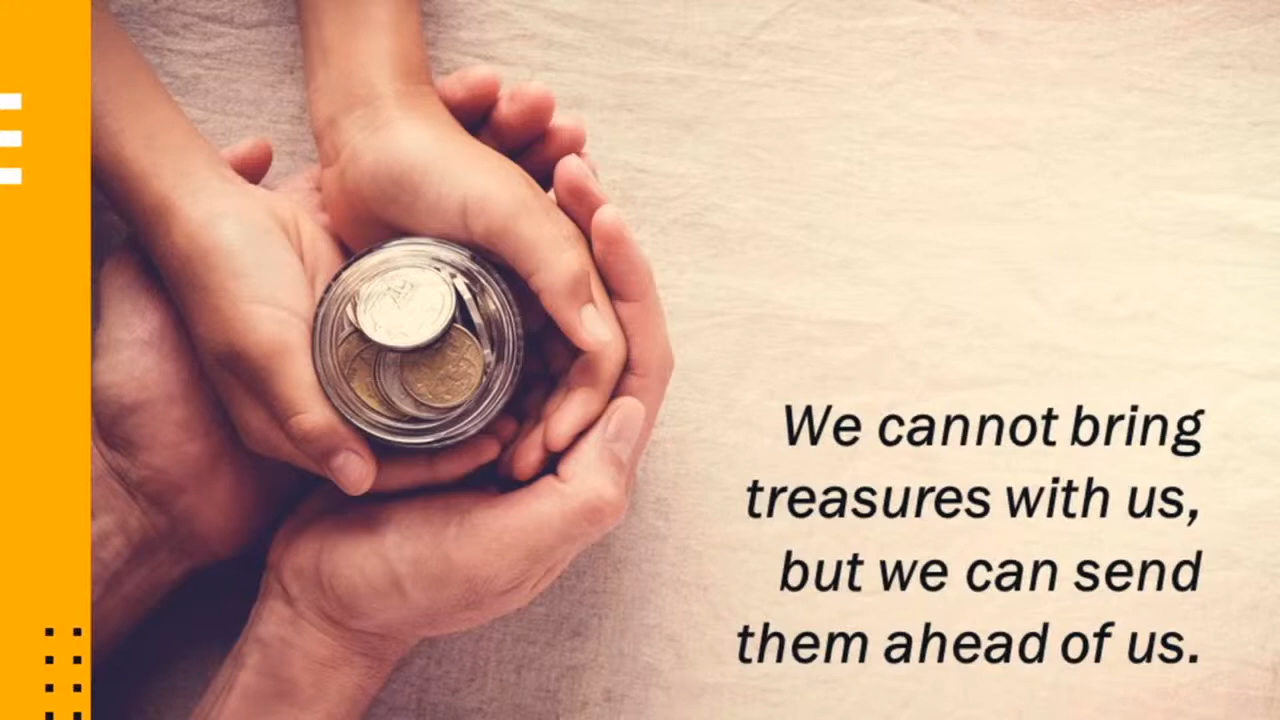 We cannot bring
treasures with us,
but we can send
them ahead of us.